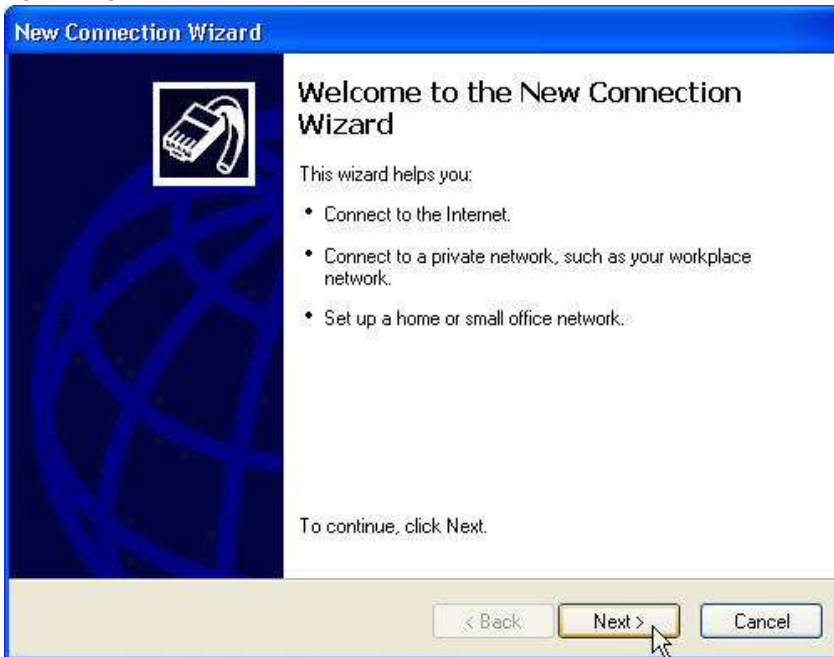 New Connection Wizard
Welcome to the New Connection
Wizard
This wizard helps you:
• Connect to the Internet.
• Connect to a private network, such as your workplace
network.
• Set up a home or small office network.
To continue, click Next.
< Back Next > Cancel